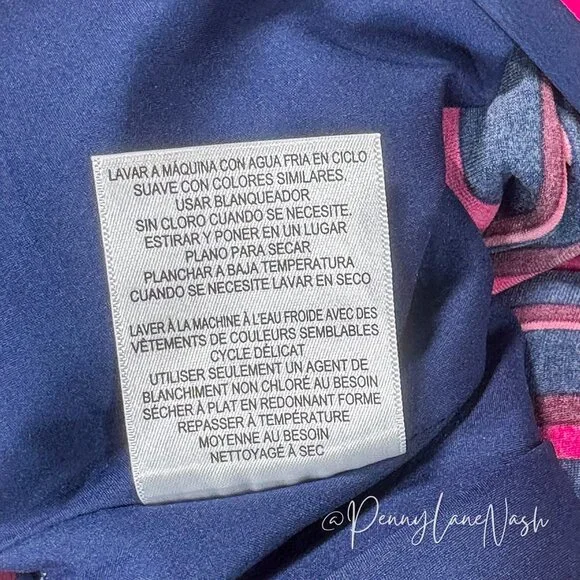 LAVAR A MÁQUINA CON AGUA FRIA EN CICLO
SUAVE CON COLORES SIMILARES,
USAR BLANQUEADOR
SIN CLORO CUANDO SE NECESITE.
ESTIRAR Y PONER EN UN LUGAR
PLANO PARA SECAR
PLANCHAR A BAJA TEMPERATURA
CUANDO SE NECESITE LAVAR EN SECO
LAVER À LA MACHINE À L'EAU FROIDE AVEC DES
VÊTEMENTS DE COULEURS SEMBLABLES
CYCLE DÉLICAT
UTILISER SEULEMENT UN AGENT DE
BLANCHIMENT NON CHLORÉ AU BESOIN
SÉCHER À PLAT EN REDONNANT FORME
REPASSER À TEMPÉRATURE
MOYENNE AU BESOIN
NETTOYAGE À SEC
@PennyLaneNash